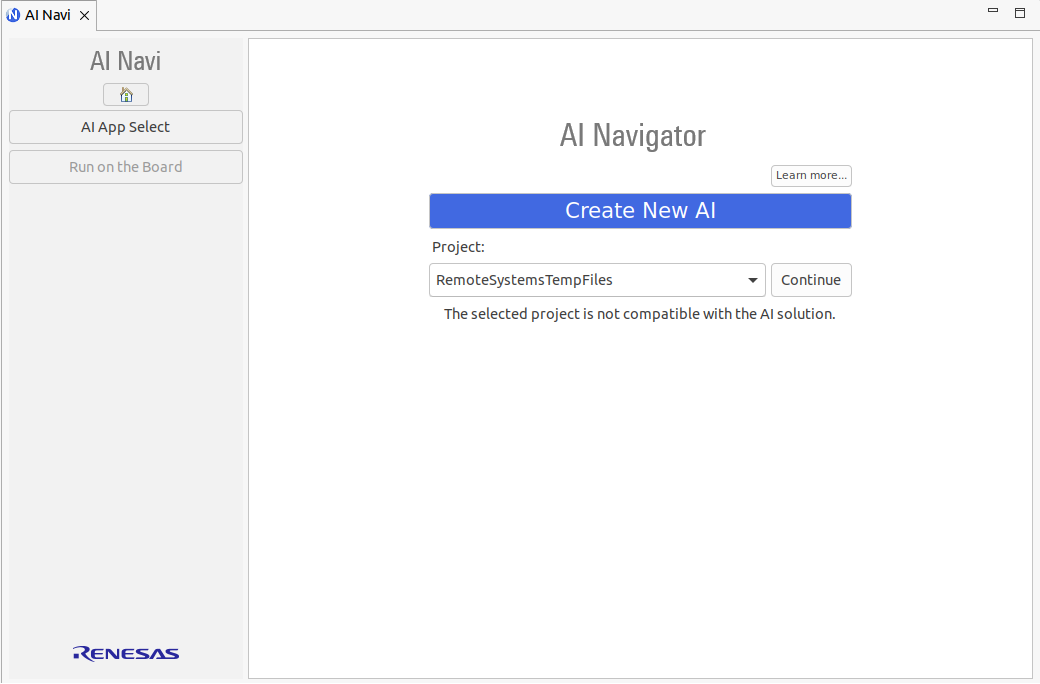 AI Navi
AI Navi
AI App Select
Run on the Board
AI Navigator
Learn more...
Create New AI
Project:
RemoteSystemsTempFiles
Continue
The selected project is not compatible with the AI solution.
RENESAS